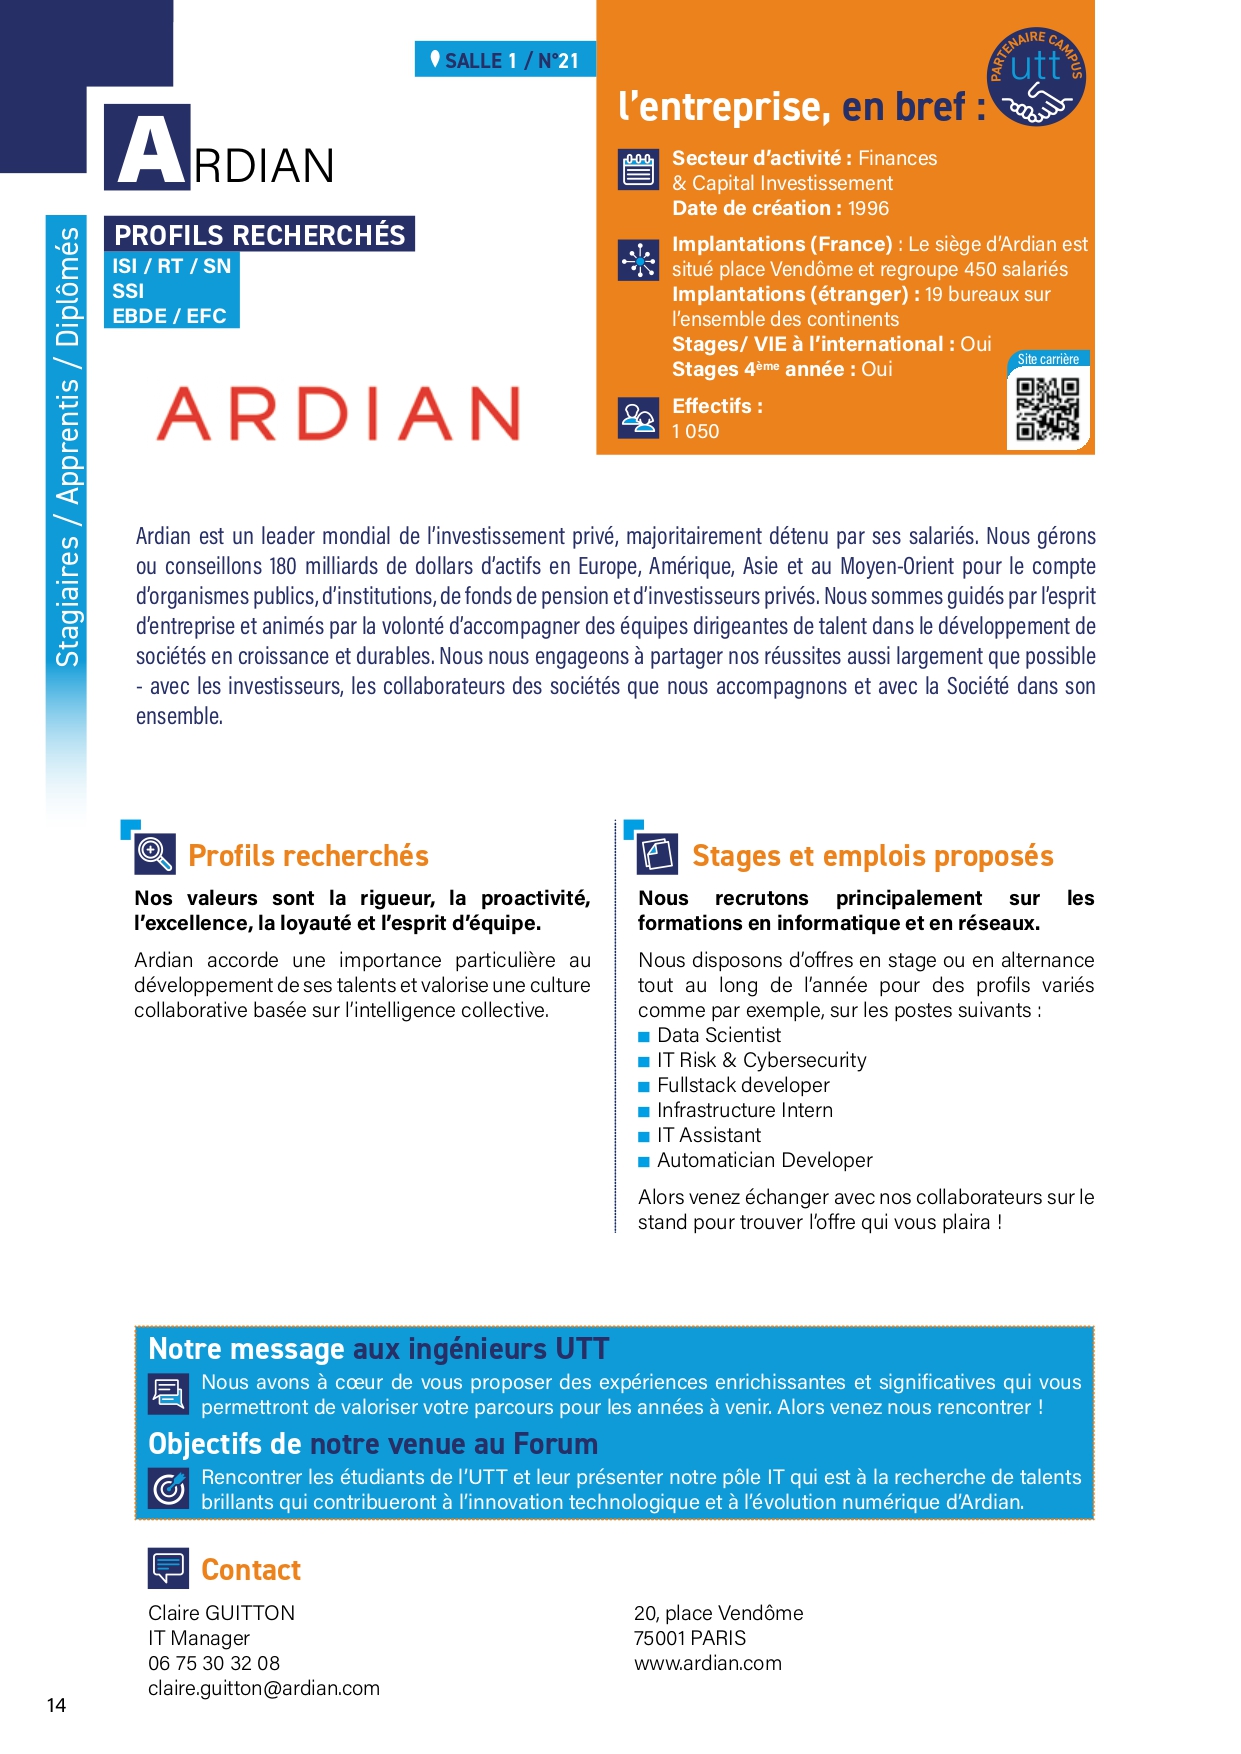 SALLE 1 / N°21
ARDIAN
PROFILS RECHERCHÉS
ISI / RT / SN
SSI
EBDE / EFC
Stagiaires / Apprentis / Diplômés
ARDIAN
PARTENAIRE CAMPUS
utt
l’entreprise, en bref :
Secteur d’activité : Finances
& Capital Investissement
Date de création : 1996
Implantations (France) : Le siège d’Ardian est
situé place Vendôme et regroupe 450 salariés
Implantations (étranger) : 19 bureaux sur
l’ensemble des continents
Stages/ VIE à l’international : Oui
Stages 4ème année : Oui
Site carrière
Effectifs :
1 050
Ardian est un leader mondial de l’investissement privé, majoritairement détenu par ses salariés. Nous gérons
ou conseillons 180 milliards de dollars d’actifs en Europe, Amérique, Asie et au Moyen-Orient pour le compte
d’organismes publics, d’institutions, de fonds de pension et d’investisseurs privés. Nous sommes guidés par l’esprit
d’entreprise et animés par la volonté d’accompagner des équipes dirigeantes de talent dans le développement de
sociétés en croissance et durables. Nous nous engageons à partager nos réussites aussi largement que possible
- avec les investisseurs, les collaborateurs des sociétés que nous accompagnons et avec la Société dans son
ensemble.
Profils recherchés
Nos valeurs sont la rigueur, la proactivité,
l’excellence, la loyauté et l’esprit d’équipe.
Ardian accorde une importance particulière au
développement de ses talents et valorise une culture
collaborative basée sur l’intelligence collective.
Stages et emplois proposés
Nous recrutons principalement sur les
formations en informatique et en réseaux.
Nous disposons d’offres en stage ou en alternance
tout au long de l’année pour des profils variés
comme par exemple, sur les postes suivants :
Data Scientist
IT Risk & Cybersecurity
Fullstack developer
Infrastructure Intern
IT Assistant
Automatician Developer
Alors venez échanger avec nos collaborateurs sur le
stand pour trouver l’offre qui vous plaira !
Notre message aux ingénieurs UTT
Nous avons à cœur de vous proposer des expériences enrichissantes et significatives qui vous
permettront de valoriser votre parcours pour les années à venir. Alors venez nous rencontrer !
Objectifs de notre venue au Forum
Rencontrer les étudiants de l’UTT et leur présenter notre pôle IT qui est à la recherche de talents
brillants qui contribueront à l’innovation technologique et à l’évolution numérique d’Ardian.
Contact
Claire GUITTON
IT Manager
06 75 30 32 08
claire.guitton@ardian.com
20, place Vendôme
75001 PARIS
www.ardian.com
14